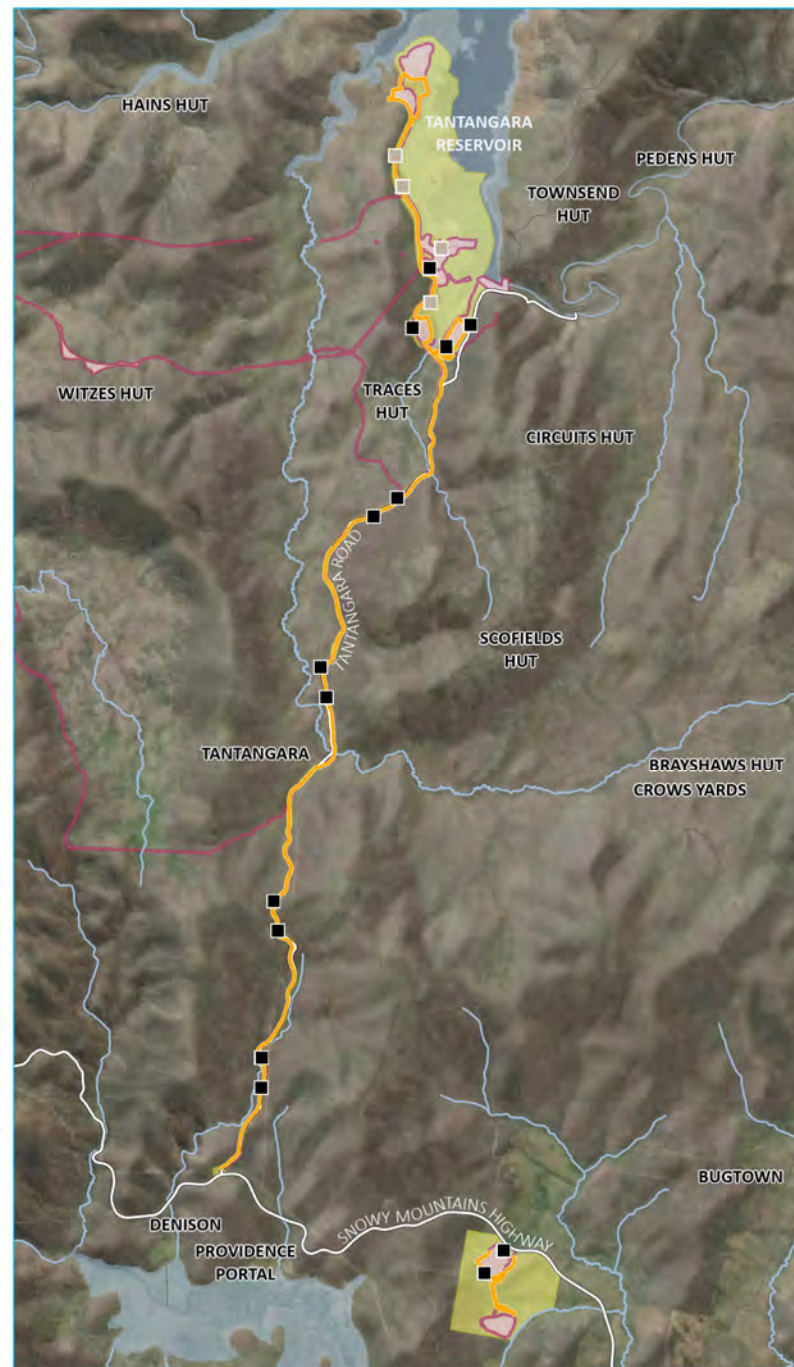 HAINS HUT
TANTANGARA
RESERVOIR
PEDENS HUT
TOWNSEND
HUT
WITZES HUT
TRACES
HUT
CIRCUITS HUT
TANTANGARA ROAD
SCOFIELDS
HUT
TANTANGARA
BRAYSHAWS HUT
CROWS YARDS
BUGTOWN
DENISON
SNOWY MOUNTAINS HIGHWAY
PROVIDENCE
PORTAL